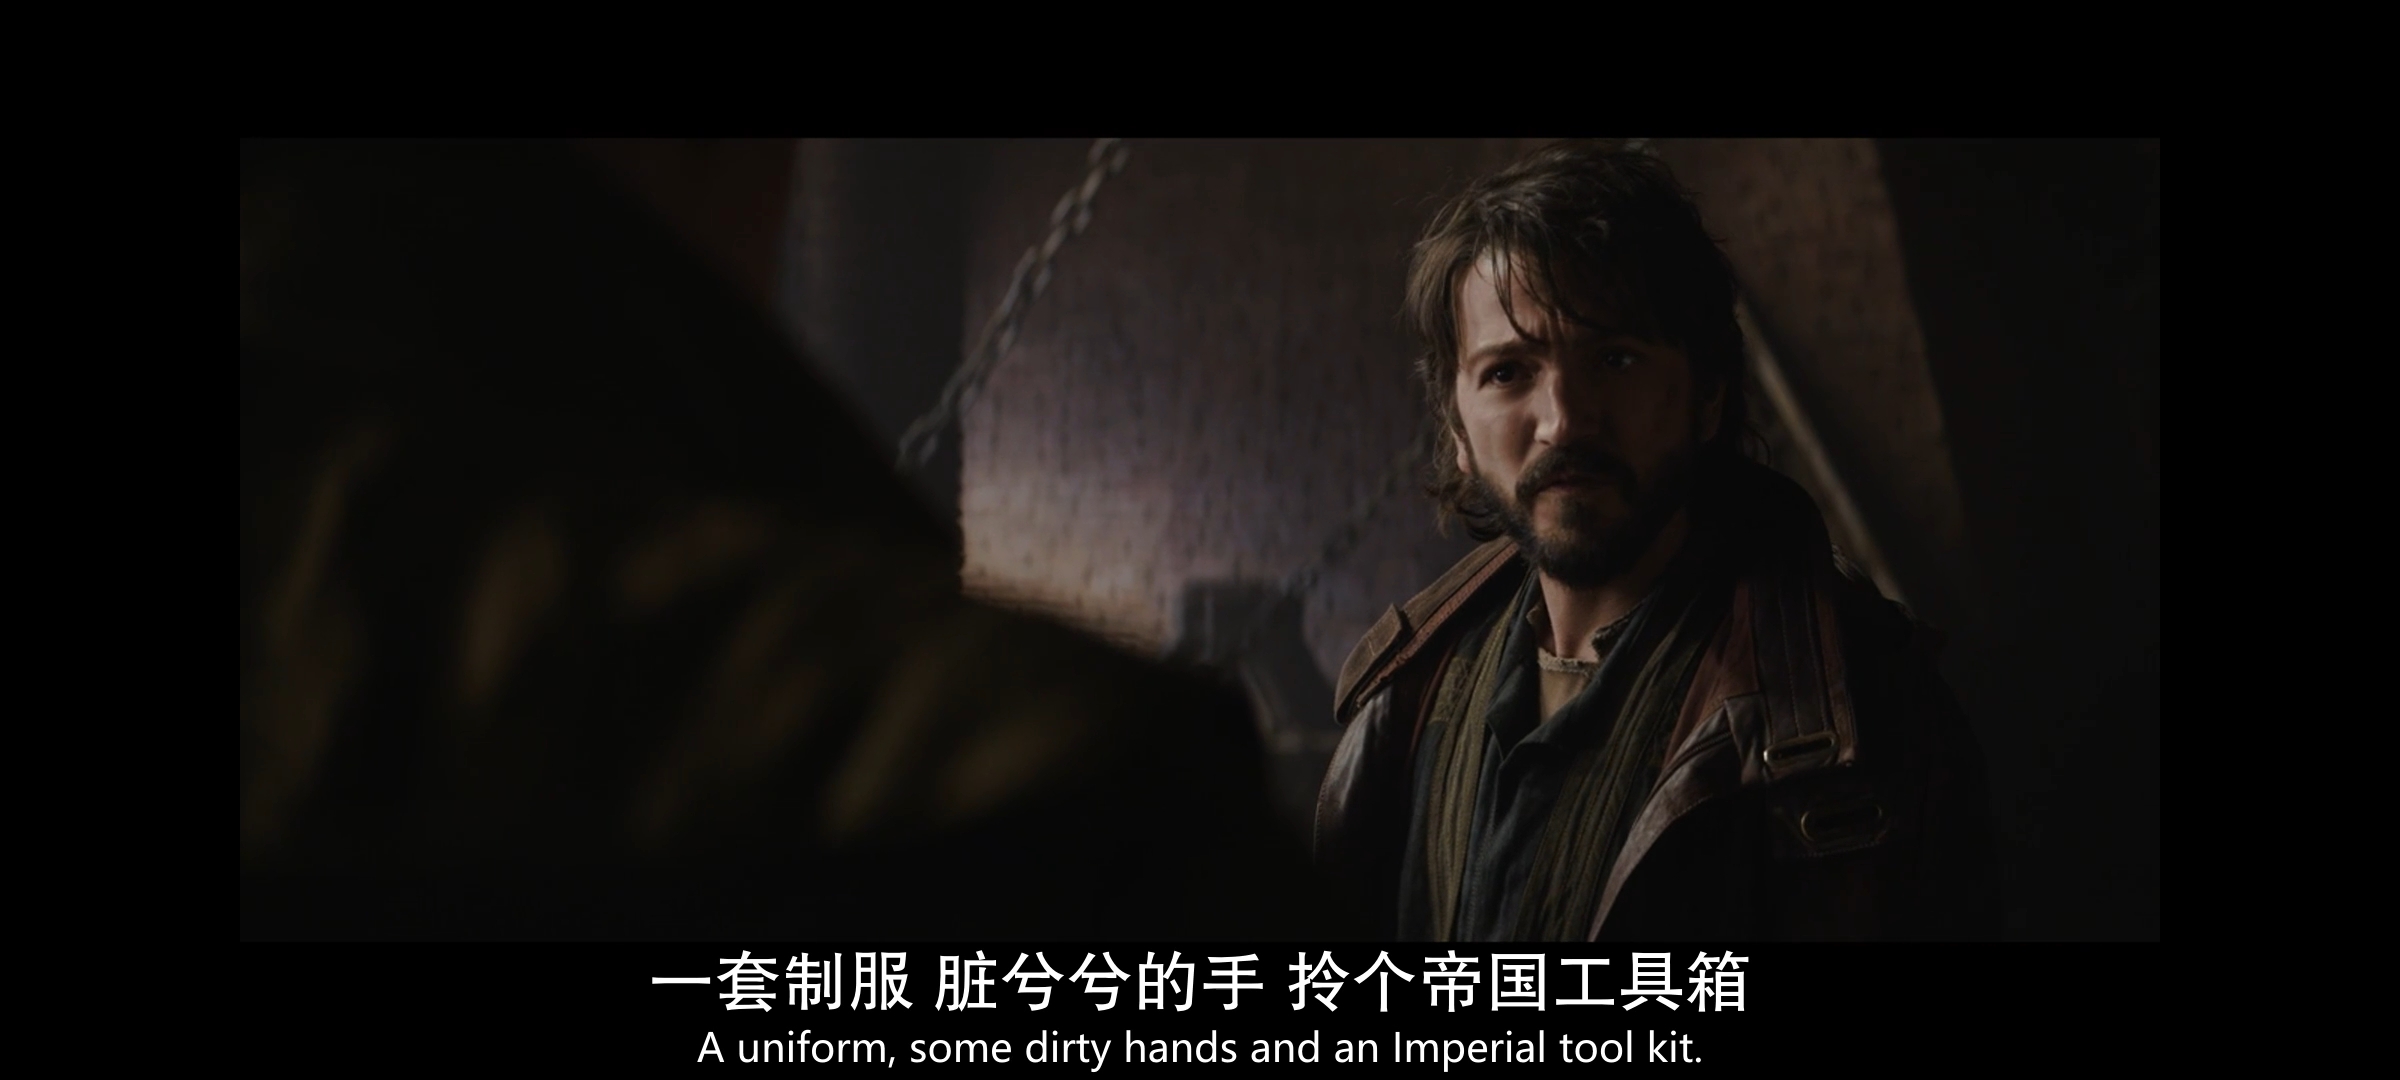 一套制服 脏兮兮的手 拎个帝国工具箱
A uniform, some dirty hands and an Imperial tool kit.